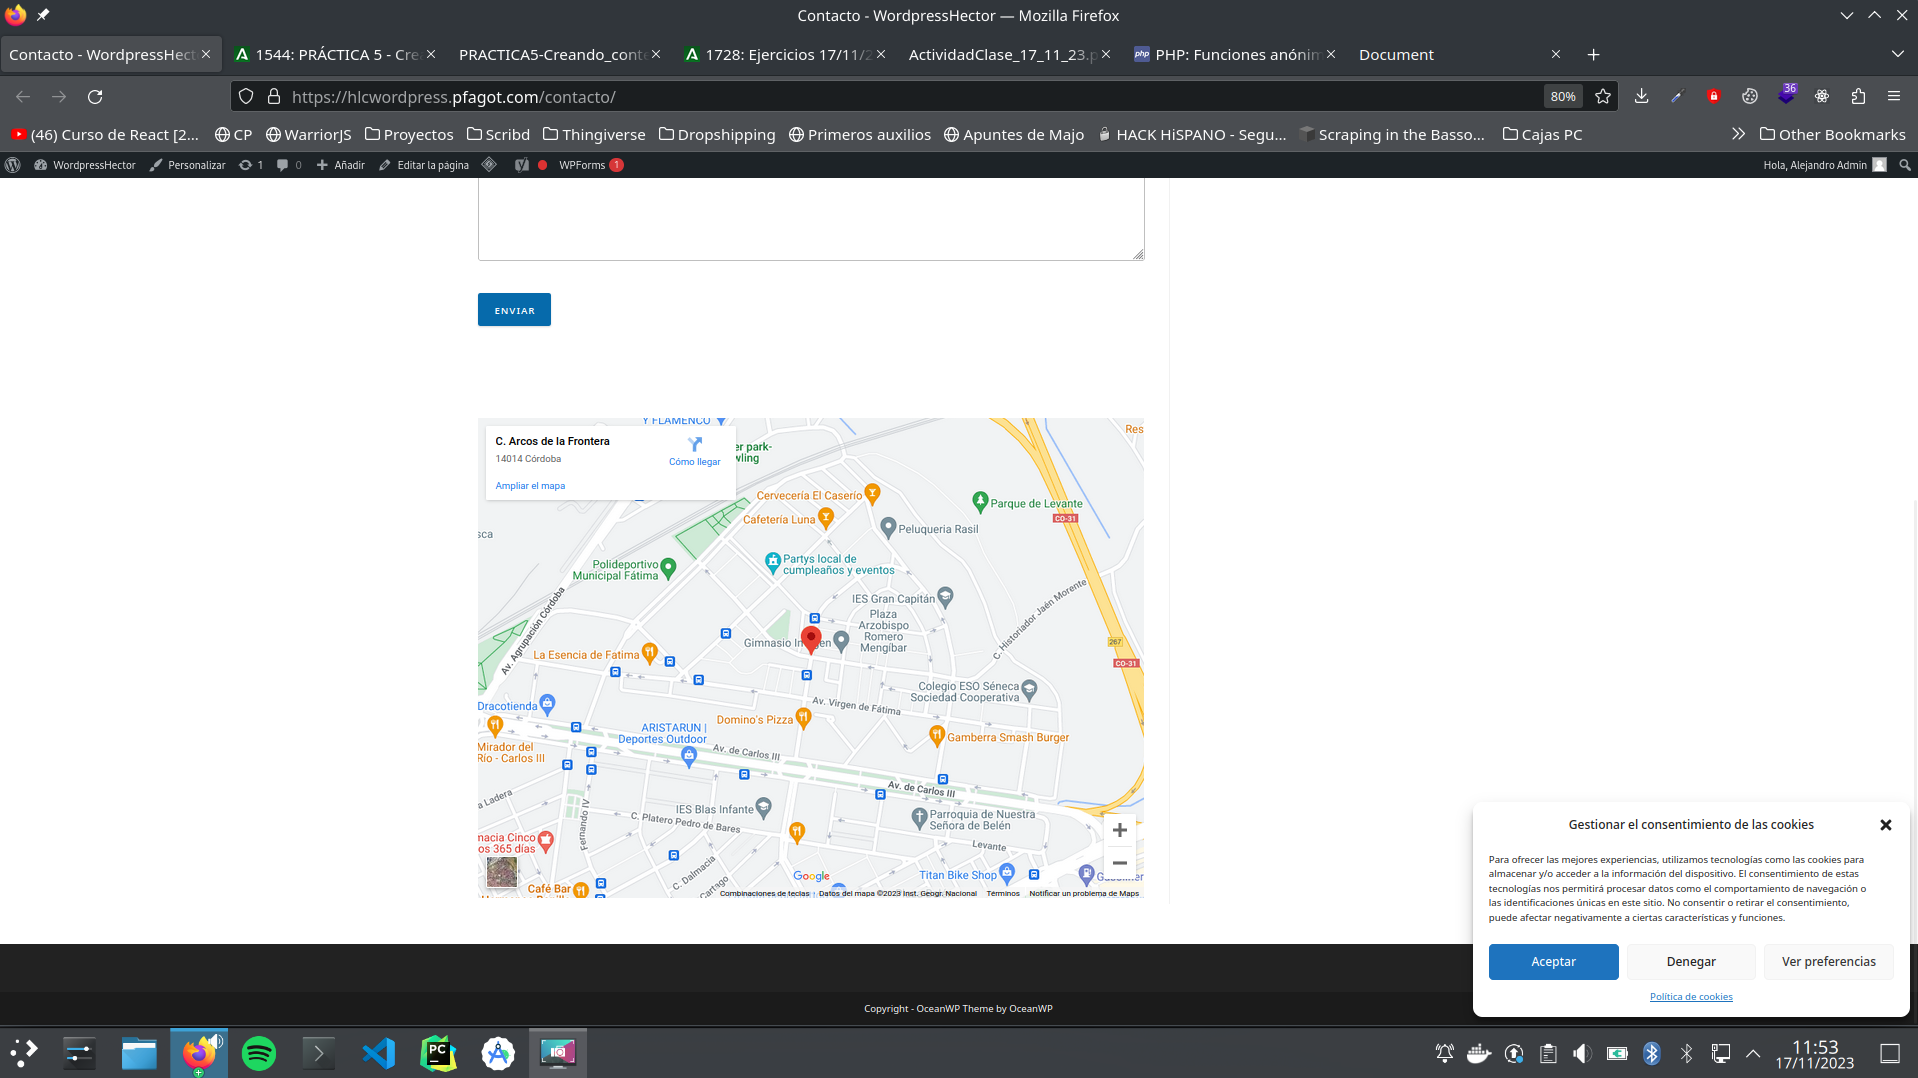 Contacto - WordpressHector — Mozilla Firefox
Contacto - WordpressHect
1544: PRÁCTICA 5 - Cre
PRACTICA5-Creando_conte
1728: Ejercicios 17/11/2
ActividadClase_17_11_23.p
php PHP: Funciones anónim
Document
https://hlcwordpress.pfagot.com/contacto/
80%
36
(46) Curso de React [2...
CP
WarriorJS
Proyectos
Scribd
Thingiverse
Dropshipping
Primeros auxilios
Apuntes de Majo
HACK HiSPANO - Segu...
Scraping in the Basso...
Cajas PC
Other Bookmarks
WordpressHector
Personalizar
1
0
Añadir
Editar la página
WPForms 1
Hola, Alejandro Admin
ENVIAR
Y FLAMENCO
C. Arcos de la Frontera
14014 Córdoba
Cómo llegar
Ampliar el mapa
er park-
wling
Res
Cervecería El Caserío
Parque de Levante
CO-31
Cafetería Luna
Peluqueria Rasil
sca
Polideportivo
Municipal Fátima
Partys local de
cumpleaños y eventos
Av. Agrupación Córdoba
IES Gran Capitán
Plaza
Arzobispo
Romero
Mengíbar
C. Historiador Jaén Morente
Gimnasio In
en
267
La Esencia de Fatima
CO-31
Colegio ESO Séneca
Sociedad Cooperativa
Dracotienda
Av. Virgen de Fátima
Domino's Pizza
ARISTARUN |
Deportes Outdoor
Gamberra Smash Burger
Mirador del
Río - Carlos III
Av. de Carlos III
Av. de Carlos III
a Ladera
Fernando IV
IES Blas Infante
C. Platero Pedro de Bares
Parroquia de Nuestra
Señora de Belén
macia Cinco
os 365 días
Levante
C. Dalmacia
Cartago
Titan Bike Shop
Café Bar
Google
Combinaciones de teclas
Datos del mapa ©2023 Inst. Geogr. Nacional
Términos
Notificar un problema de Maps
Gestionar el consentimiento de las cookies
Para ofrecer las mejores experiencias, utilizamos tecnologías como las cookies para
almacenar y/o acceder a la información del dispositivo. El consentimiento de estas
tecnologías nos permitirá procesar datos como el comportamiento de navegación o
las identificaciones únicas en este sitio. No consentir o retirar el consentimiento,
puede afectar negativamente a ciertas características y funciones.
Aceptar
Denegar
Ver preferencias
Política de cookies
Copyright - OceanWP Theme by OceanWP
PC
11:53
17/11/2023